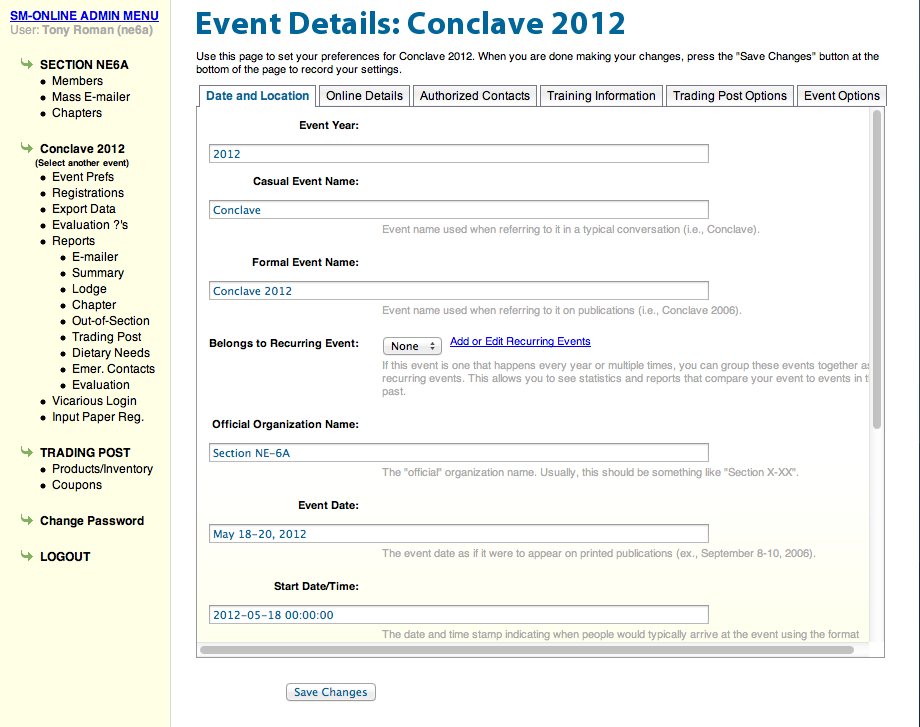 SM-ONLINE ADMIN MENU
User: Tony Roman (ne6a)
SECTION NE6A
Members
Mass E-mailer
Chapters
Conclave 2012
(Select another event)
Event Prefs
Registrations
Export Data
Evaluation ?'s
Reports
E-mailer
Summary
Lodge
Chapter
Out-of-Section
Trading Post
Dietary Needs
Emer. Contacts
Evaluation
Vicarious Login
Input Paper Reg.
TRADING POST
Products/Inventory
Coupons
Change Password
LOGOUT
Event Details: Conclave 2012
Use this page to set your preferences for Conclave 2012. When you are done making your changes, press the "Save Changes" button at the
bottom of the page to record your settings.
Date and Location Online Details Authorized Contacts Training Information Trading Post Options Event Options
Event Year:
2012
Casual Event Name:
Conclave
Event name used when referring to it in a typical conversation (i.e., Conclave).
Formal Event Name:
Conclave 2012
Event name used when referring to it on publications (i.e., Conclave 2006).
Belongs to Recurring Event: None Add or Edit Recurring Events
If this event is one that happens every year or multiple times, you can group these events together as
recurring events. This allows you to see statistics and reports that compare your event to events in
past.
Official Organization Name:
Section NE-6A
The "official" organization name. Usually, this should be something like "Section X-XX".
Event Date:
May 18-20, 2012
The event date as if it were to appear on printed publications (ex., September 8-10, 2006).
Start Date/Time:
2012-05-18 00:00:00
The date and time stamp indicating when people would typically arrive at the event using the format
Save Changes